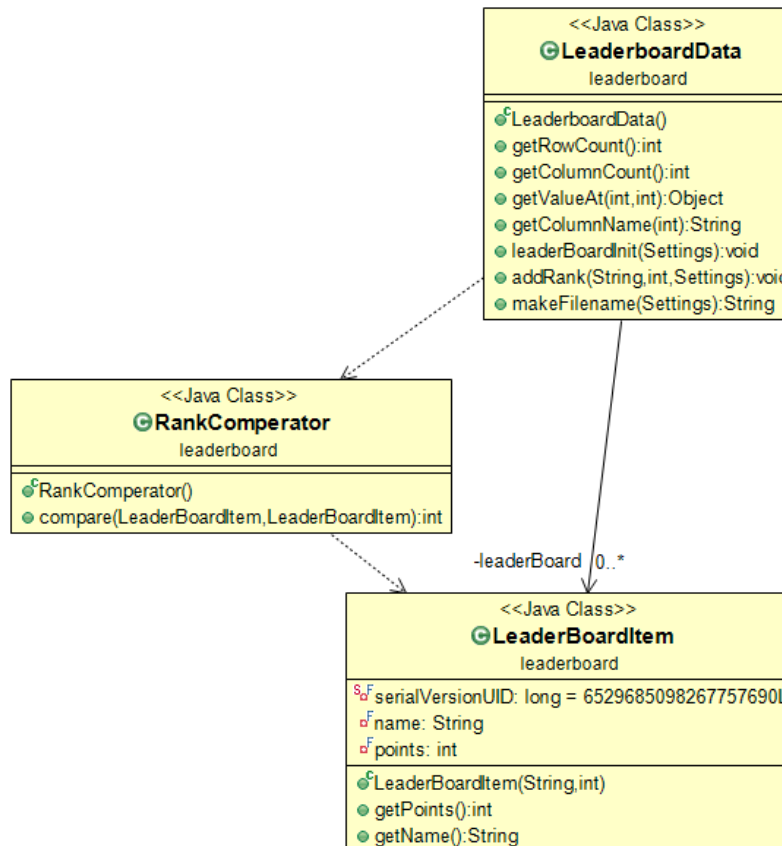 <<Java Class>>
LeaderboardData
leaderboard
LeaderboardData()
getRowCount():int
getColumnCount():int
getValueAt(int,int):Object
getColumnName(int):String
leaderBoardInit(Settings):void
addRank(String,int,Settings):void
makeFilename(Settings):String
<<Java Class>>
RankComperator
leaderboard
RankComperator()
compare(LeaderBoardItem,LeaderBoardItem):int
-leaderBoard 0..*
<<Java Class>>
LeaderBoardItem
leaderboard
serialVersionUID: long = 6529685098267757690L
name: String
points: int
LeaderBoardItem(String,int)
getPoints():int
getName():String